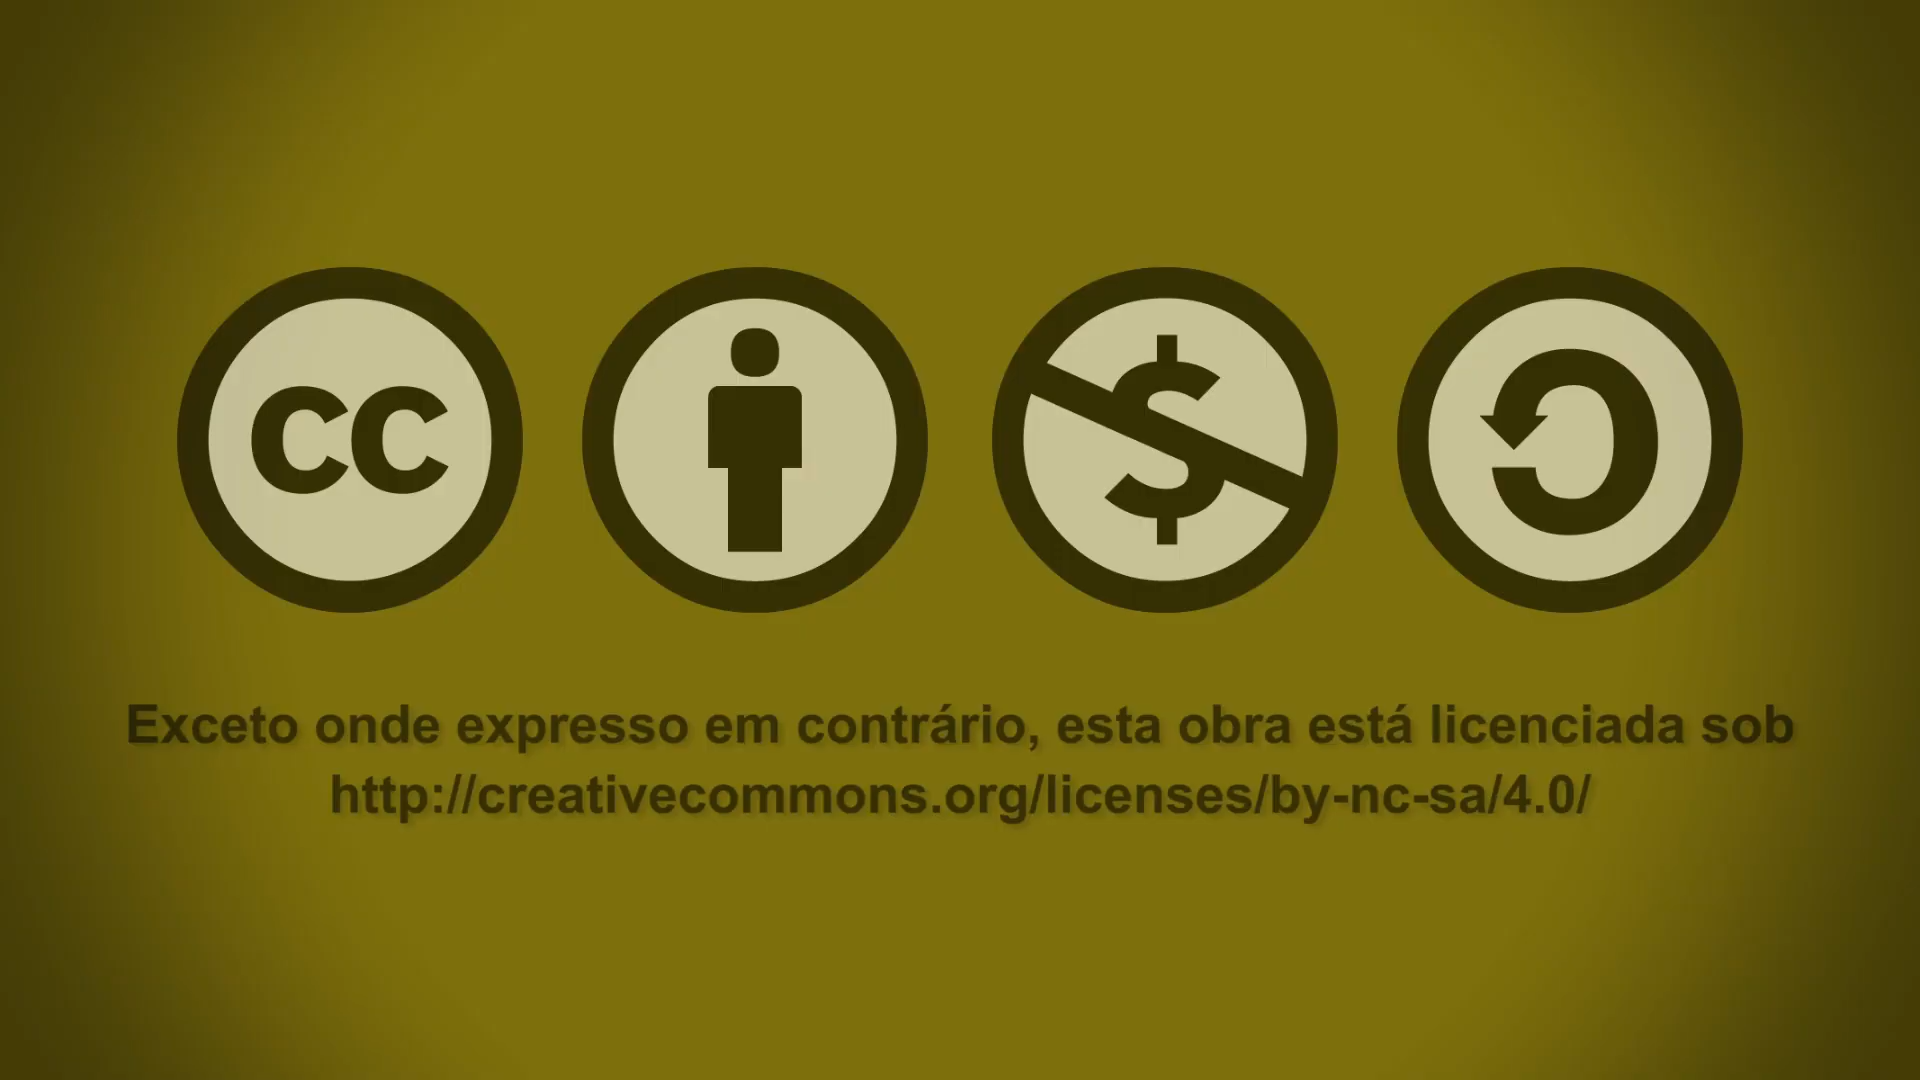 cc
$
Exceto onde expresso em contrário, esta obra está licenciada sob
http://creativecommons.org/licenses/by-nc-sa/4.0/